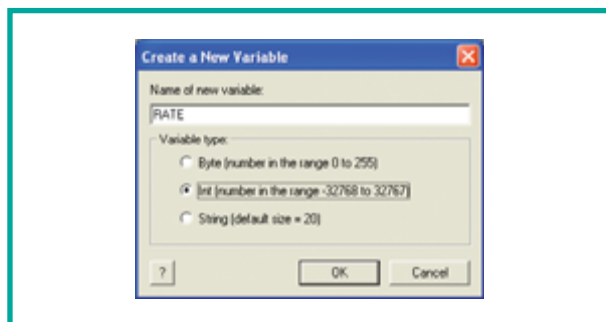 Create a New Variable
Name of new variable:
RATE
Variable type:
Byte (number in the range 0 to 255)
Int (number in the range -32768 to 32767)
String (default size = 20)
?
OK
Cancel